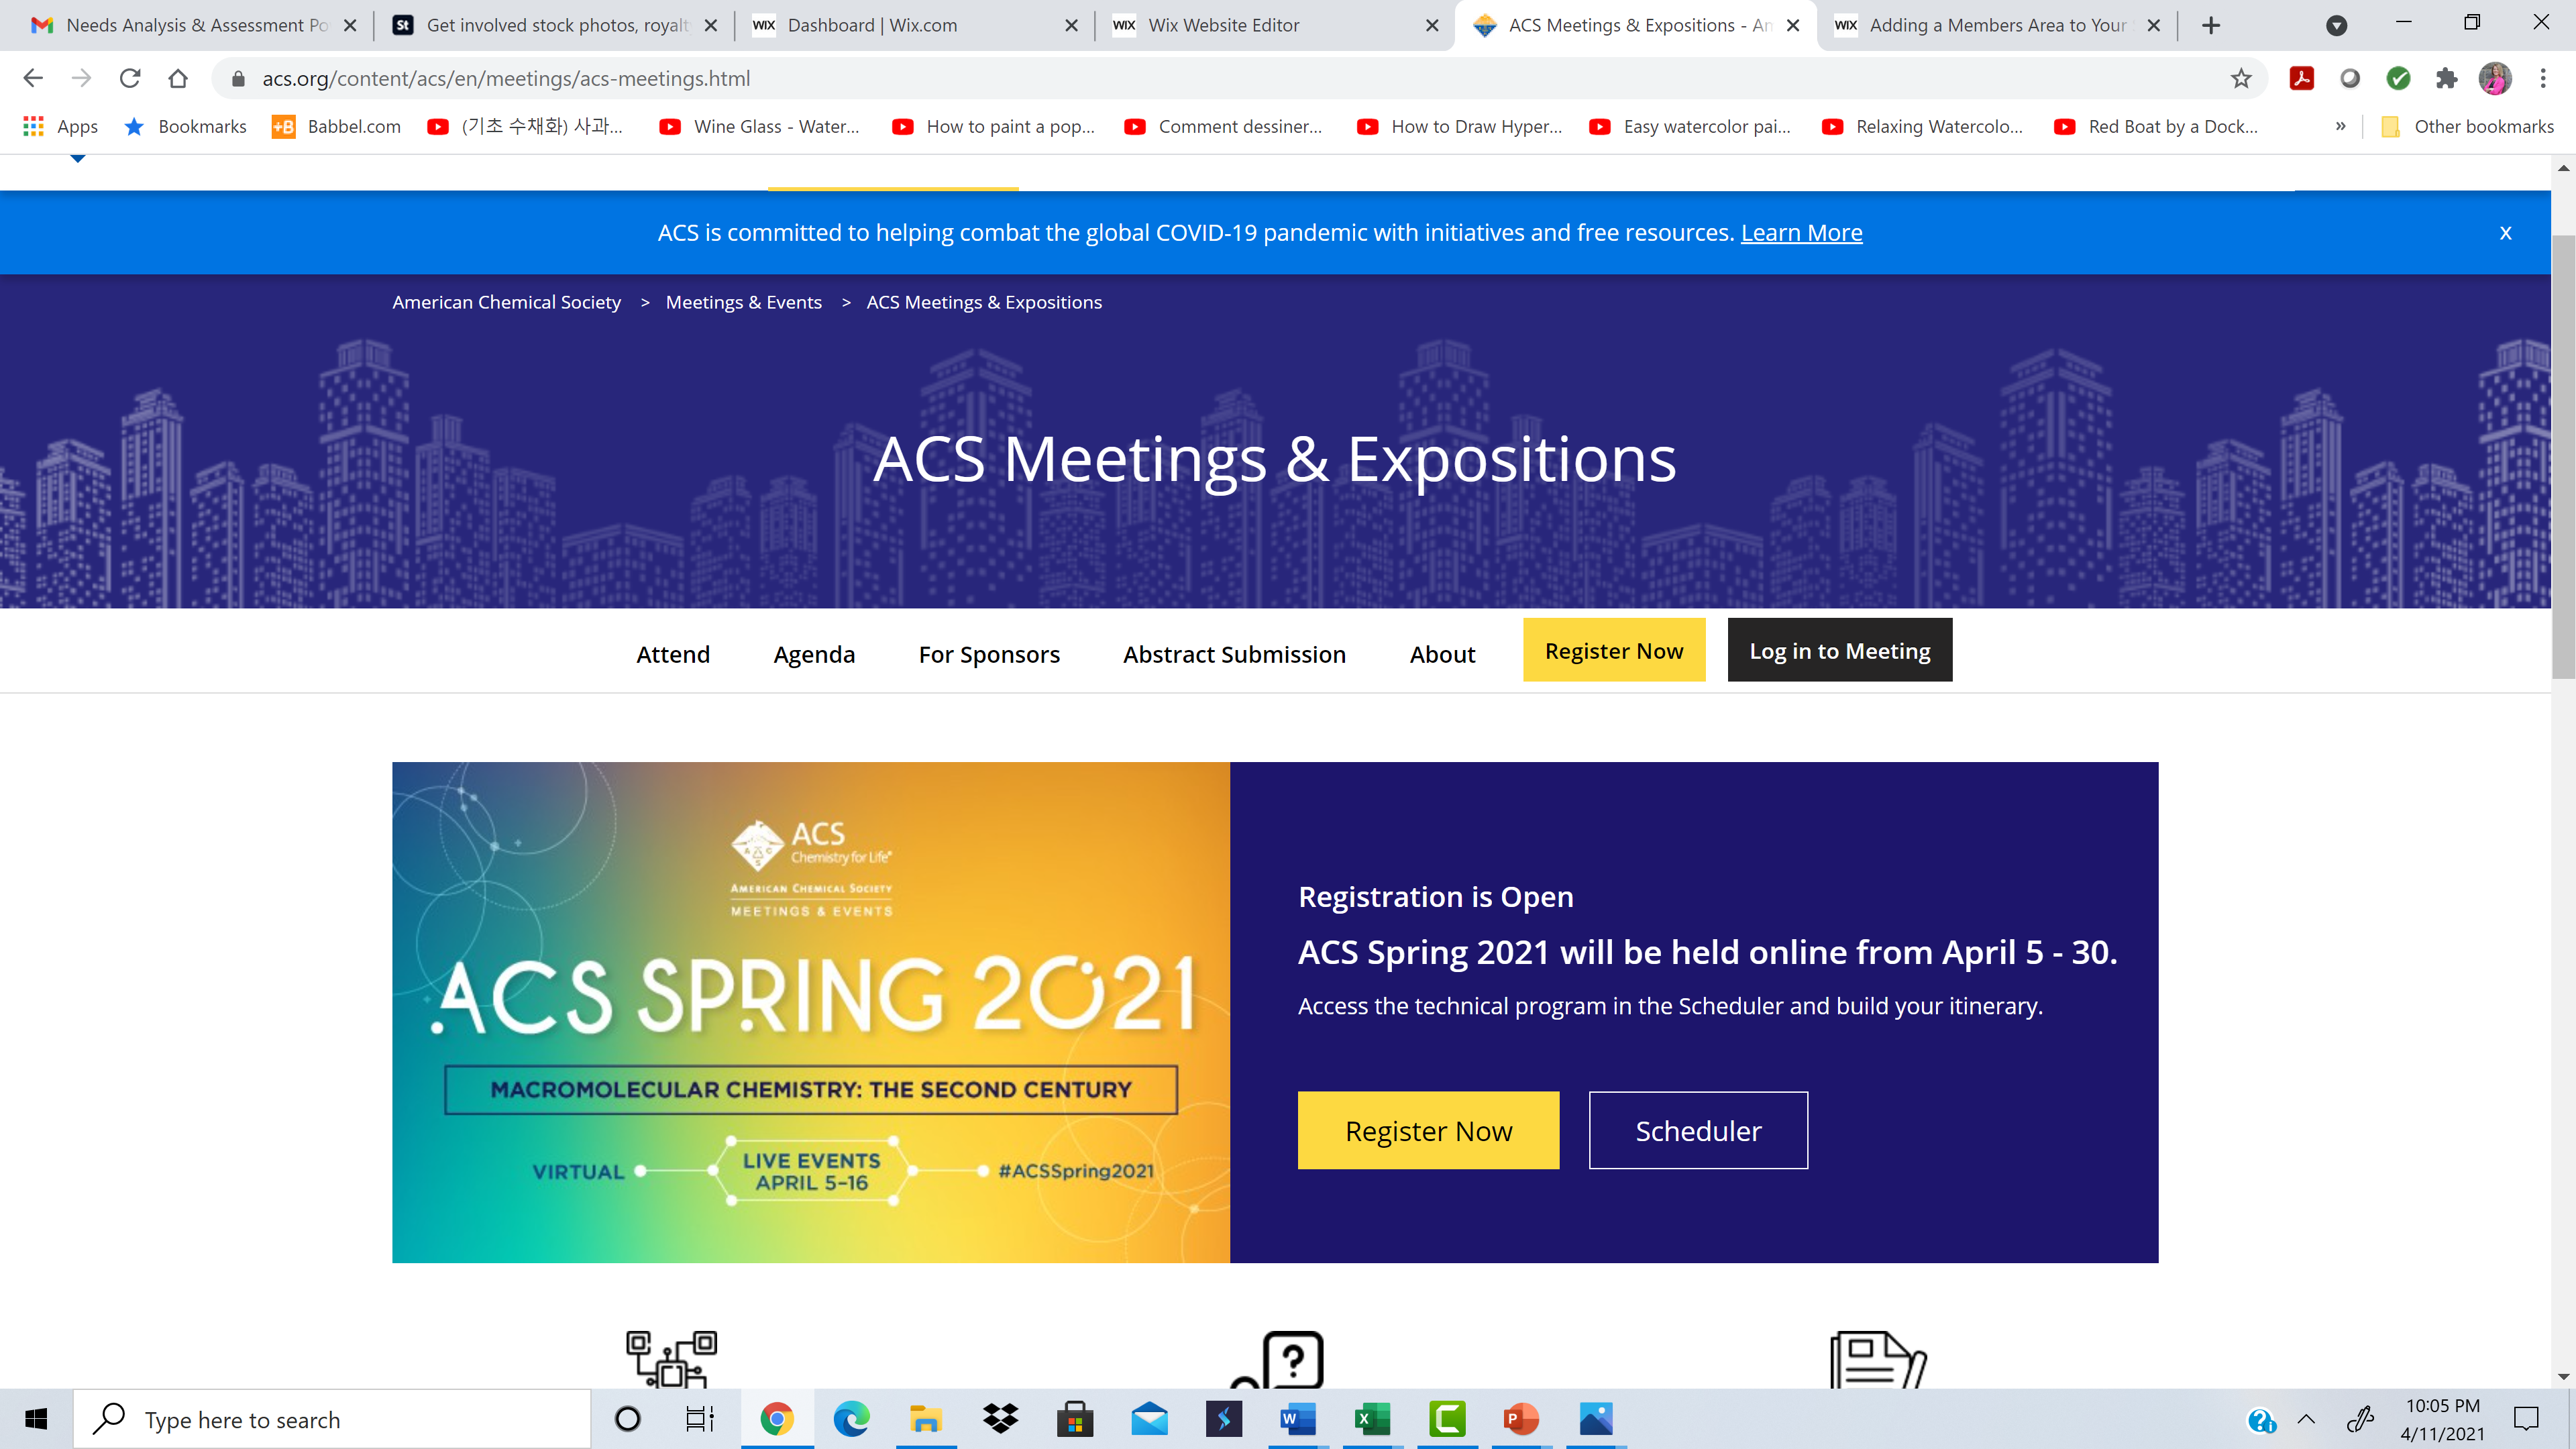 Needs Analysis & Assessment Po
Get involved stock photos, royalt
WIX Dashboard | Wix.com
WIX Wix Website Editor
ACS Meetings & Expositions - An
WIX Adding a Members Area to Your
acs.org/content/acs/en/meetings/acs-meetings.html
Apps
Bookmarks
+B Babbel.com
(기초 수채화) 사과...
Wine Glass - Water...
How to paint a pop...
Comment dessiner...
How to Draw Hyper...
Easy watercolor pai...
Relaxing Watercolo...
Red Boat by a Dock...
»
Other bookmarks
ACS is committed to helping combat the global COVID-19 pandemic with initiatives and free resources. Learn More
x
American Chemical Society > Meetings & Events > ACS Meetings & Expositions
ACS Meetings & Expositions
Attend Agenda For Sponsors Abstract Submission About Register Now Log in to Meeting
ACS
Chemistry for Life®
AMERICAN CHEMICAL SOCIETY
MEETINGS & EVENTS
ACS SPRING 2021
MACROMOLECULAR CHEMISTRY: THE SECOND CENTURY
VIRTUAL
LIVE EVENTS
APRIL 5-16
#ACSSpring2021
Registration is Open
ACS Spring 2021 will be held online from April 5 - 30.
Access the technical program in the Scheduler and build your itinerary.
Register Now Scheduler
Type here to search
10:05 PM
4/11/2021